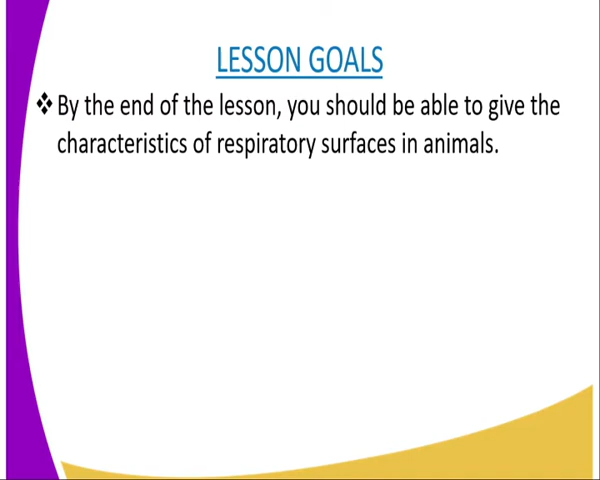 LESSON GOALS
❖ By the end of the lesson, you should be able to give the
characteristics of respiratory surfaces in animals.